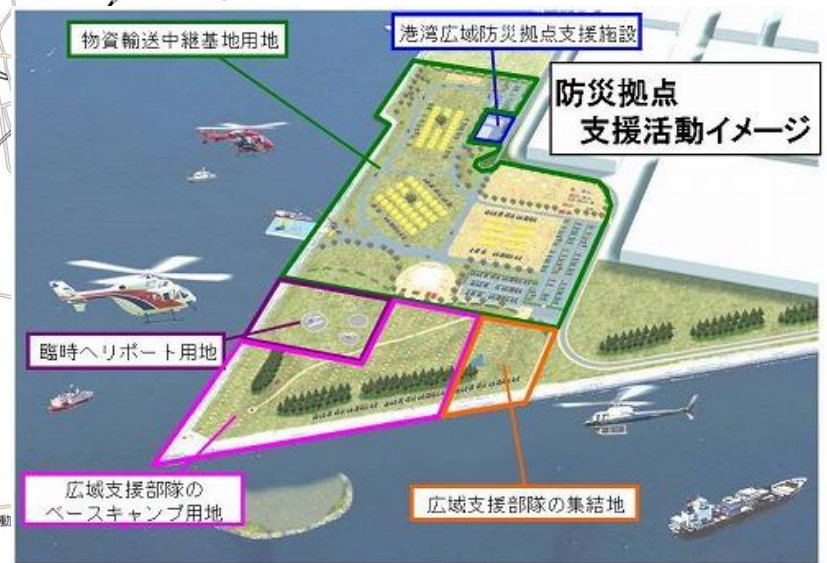 物資輸送中継基地用地
港湾広域防災拠点支援施設
防災拠点
支援活動イメージ
臨時ヘリポート用地
広域支援部隊の
ベースキャンプ用地
広域支援部隊の集結地
動